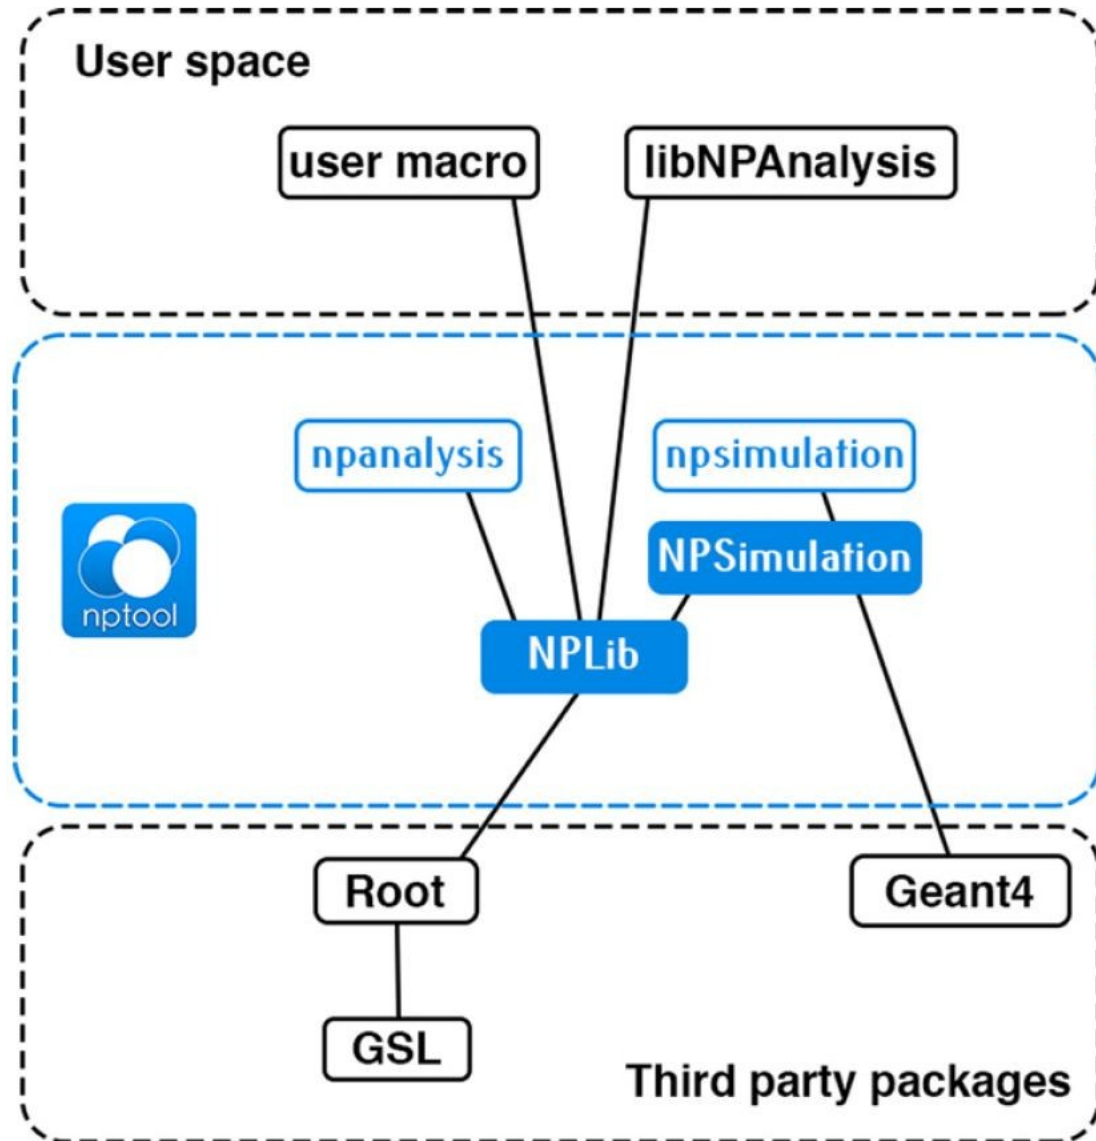 User space
user macro
libNPAnalysis
npanalysis
npsimulation
NPSimulation
nptool
NPLib
Root
Geant4
GSL
Third party packages